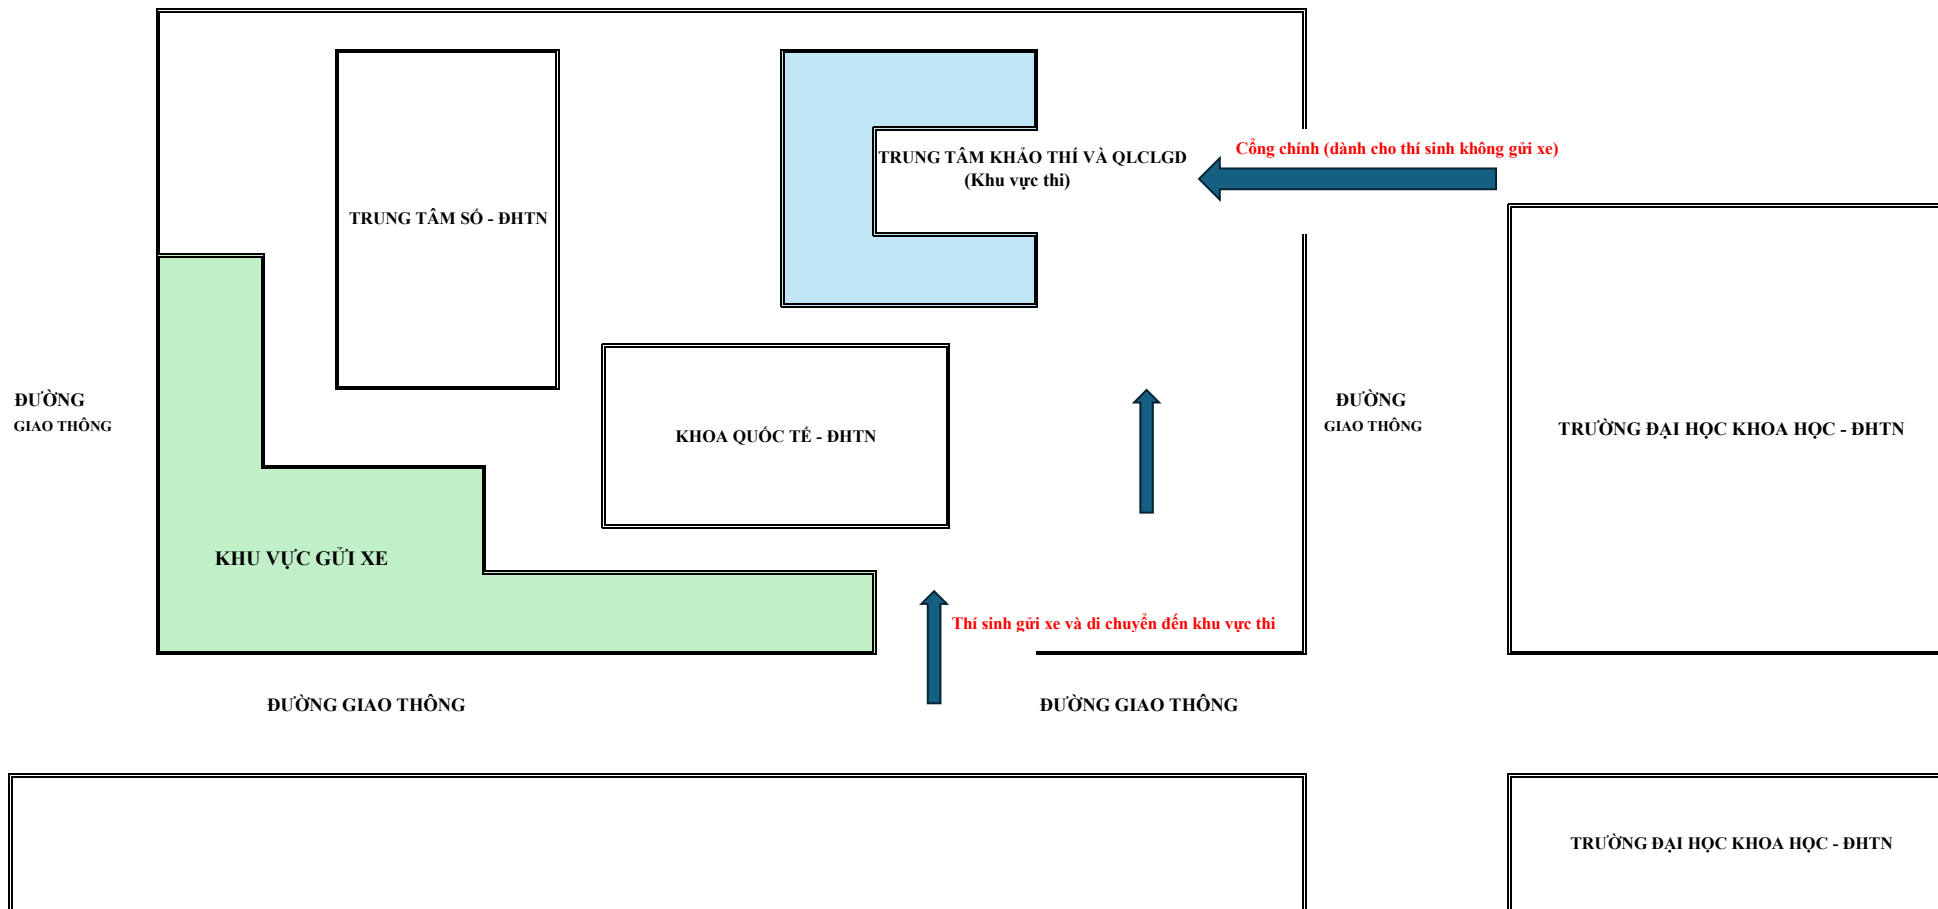 Cổng chính (dành cho thí sinh không gửi xe)
TRUNG TÂM KHẢO THÍ VÀ QLCLGD
(Khu vực thi)
TRUNG TÂM SỐ - ĐHTN
ĐƯỜNG
GIAO THÔNG
KHOA QUỐC TẾ - ĐHTN
ĐƯỜNG
GIAO THÔNG
TRƯỜNG ĐẠI HỌC KHOA HỌC - ĐHTN
KHU VỰC GỬI XE
Thí sinh gửi xe và di chuyển đến khu vực thi
ĐƯỜNG GIAO THÔNG
ĐƯỜNG GIAO THÔNG
TRƯỜNG ĐẠI HỌC KHOA HỌC - ĐHTN